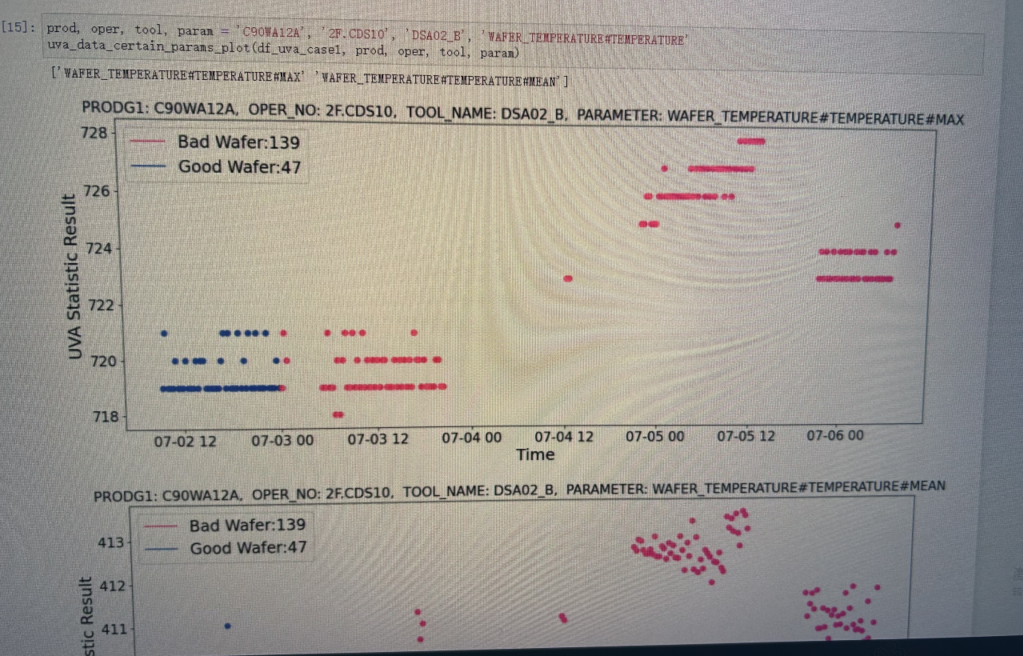 [15]: prod, oper, tool, param = 'C90WA12A', '2F.CDS10', 'DSA02_B', 'WAFER_TEMPERATURE#TEMPERATURE'
uva_data_certain_params_plot(df_uva_case1, prod, oper, tool, param)
['WAFER_TEMPERATURE#TEMPERATURE#MAX' 'WAFER_TEMPERATURE#TEMPERATURE#MEAN']
PRODG1: C90WA12A, OPER_NO: 2F.CDS10, TOOL_NAME: DSA02_B, PARAMETER: WAFER_TEMPERATURE#TEMPERATURE#MAX
Bad Wafer:139
Good Wafer:47
UVA Statistic Result
728
726
724
722
720
718
07-02 12 07-03 00 07-03 12 07-04 00 07-04 12 07-05 00 07-05 12 07-06 00
Time
PRODG1: C90WA12A, OPER_NO: 2F.CDS10, TOOL_NAME: DSA02_B, PARAMETER: WAFER_TEMPERATURE#TEMPERATURE#MEAN
Bad Wafer:139
Good Wafer:47
stic Result
413
412
411